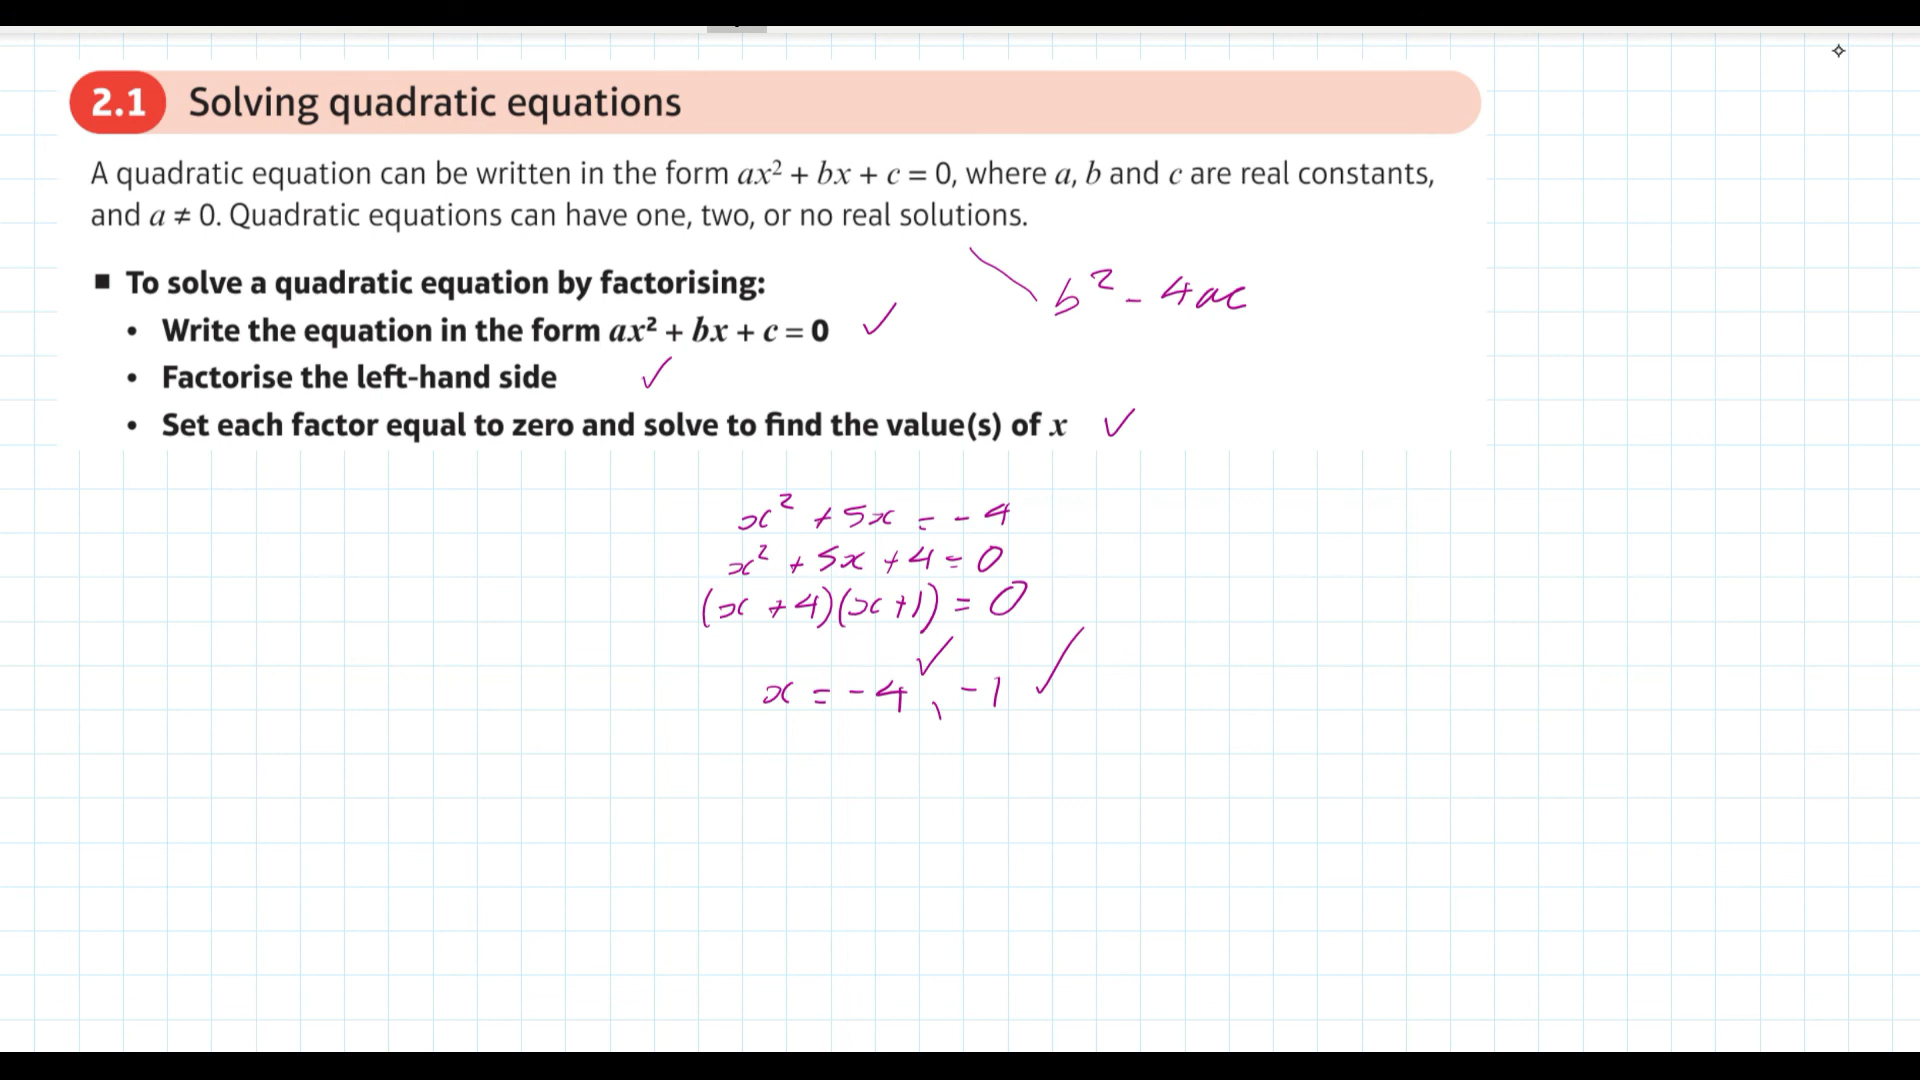 2.1 Solving quadratic equations
A quadratic equation can be written in the form ax² + bx + c = 0, where a, b and c are real constants,
and a ≠ 0. Quadratic equations can have one, two, or no real solutions.
■ To solve a quadratic equation by factorising:
b² - 4ac
• Write the equation in the form ax² + bx + c = 0 ✓
• Factorise the left-hand side ✓
• Set each factor equal to zero and solve to find the value(s) of x ✓
x² + 5x = - 4
x² + 5x + 4 = 0
(x + 4)(x + 1) = 0
x = - 4 ✓, - 1 ✓